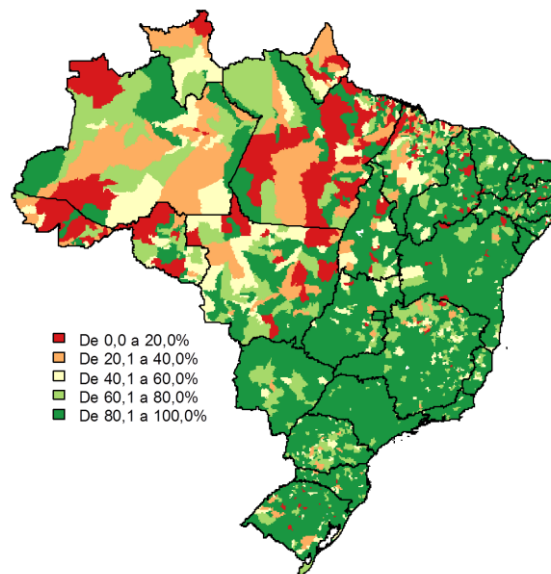 De 0,0 a 20,0%
De 20,1 a 40,0%
De 40,1 a 60,0%
De 60,1 a 80,0%
De 80,1 a 100,0%